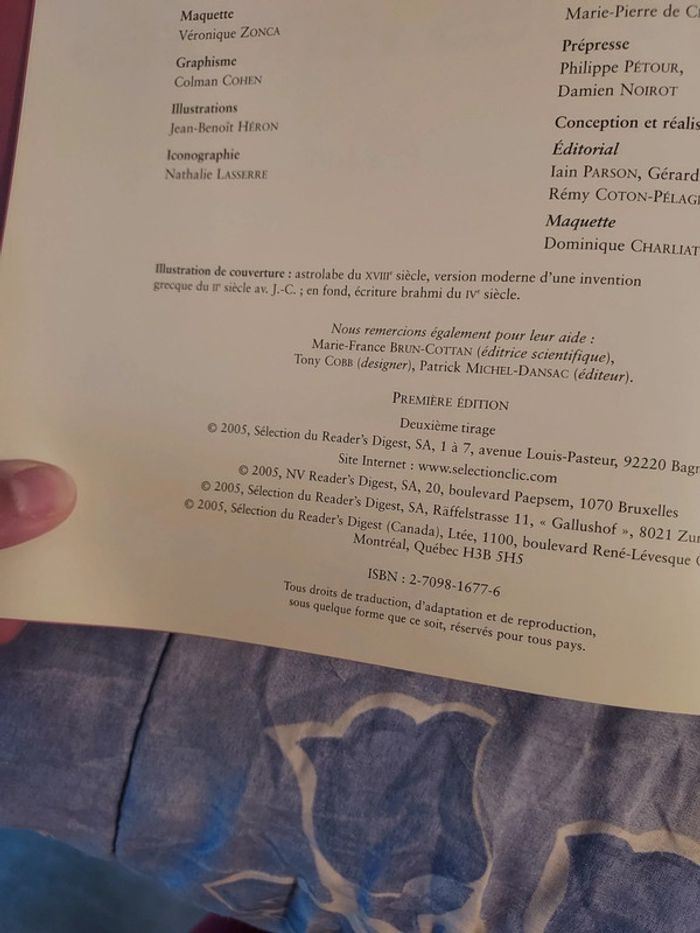 Maquette
Véronique ZONCA
Graphisme
Colman COHEN
Illustrations
Jean-Benoît HÉRON
Iconographie
Nathalie LASSERRE
Marie-Pierre de
Prépresse
Philippe PÉTOUR,
Damien NOIROT
Conception et réalis
Éditorial
Iain PARSON, Gérard
Rémy COTON-PÉLAG
Maquette
Dominique CHARLIAT
Illustration de couverture : astrolabe du XVIIIe siècle, version moderne d'une invention
grecque du IIe siècle av. J.-C. ; en fond, écriture brahmi du IVe siècle.
Nous remercions également pour leur aide :
Marie-France BRUN-COTTAN (éditrice scientifique),
Tony COBB (designer), Patrick MICHEL-DANSAC (éditeur).
PREMIÈRE ÉDITION
Deuxième tirage
© 2005, Sélection du Reader's Digest, SA, 1 à 7, avenue Louis-Pasteur, 92220 Bagn
Site Internet : www.selectionclic.com
© 2005, NV Reader's Digest, SA, 20, boulevard Paepsem, 1070 Bruxelles
© 2005, Sélection du Reader's Digest, SA, Räffelstrasse 11, « Gallushof », 8021 Zur
© 2005, Sélection du Reader's Digest (Canada), Ltée, 1100, boulevard René-Lévesque
Montréal, Québec H3B 5H5
ISBN : 2-7098-1677-6
Tous droits de traduction, d'adaptation et de reproduction,
sous quelque forme que ce soit, réservés pour tous pays.